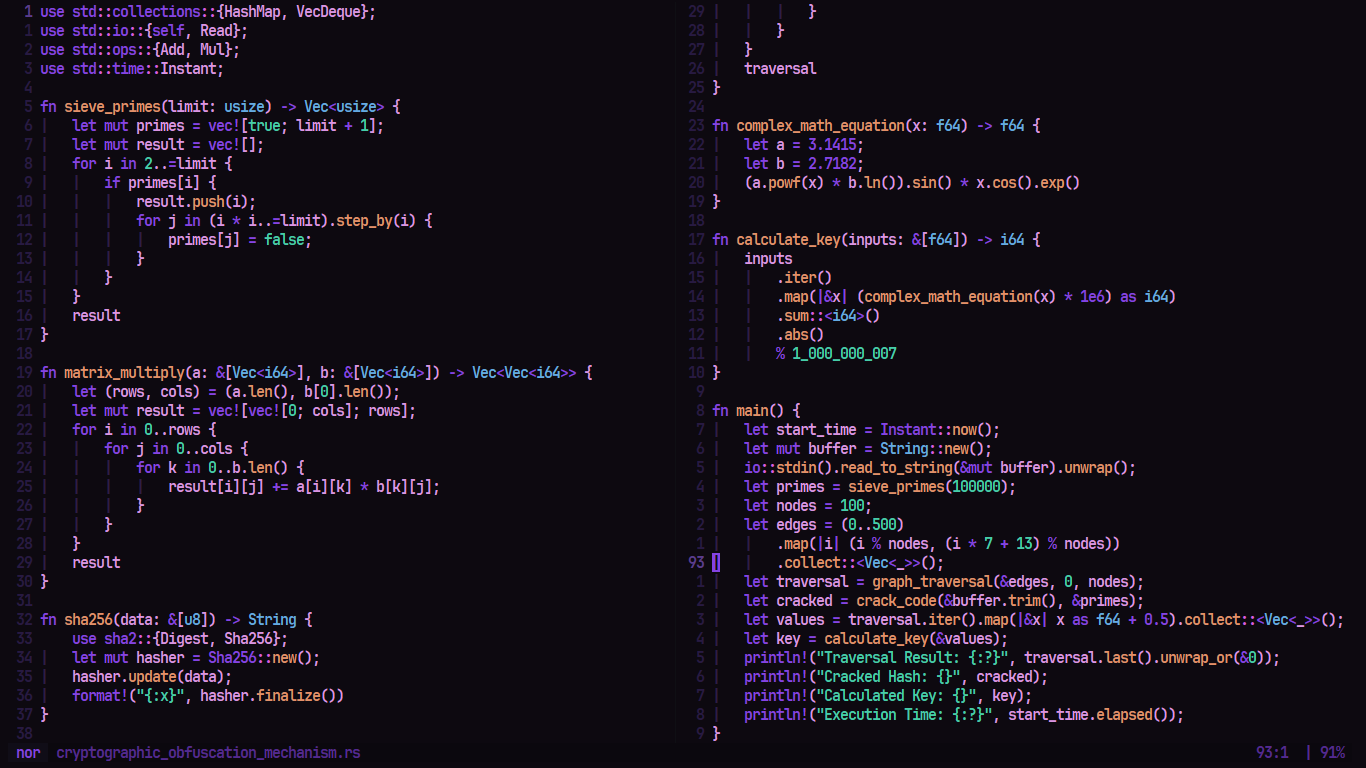 1 use std::collections::{HashMap, VecDeque};
1 use std::io::{self, Read};
2 use std::ops::{Add, Mul};
3 use std::time::Instant;
4
5 fn sieve_primes(limit: usize) -> Vec<usize> {
6 let mut primes = vec![true; limit + 1];
7 let mut result = vec![];
8 for i in 2..=limit {
9 if primes[i] {
10 result.push(i);
11 for j in (i * i..=limit).step_by(i) {
12 primes[j] = false;
13 }
14 }
15 }
16 result
17 }
18
19 fn matrix_multiply(a: &[Vec<i64>], b: &[Vec<i64>]) -> Vec<Vec<i64>> {
20 let (rows, cols) = (a.len(), b[0].len());
21 let mut result = vec![vec![0; cols]; rows];
22 for i in 0..rows {
23 for j in 0..cols {
24 for k in 0..b.len() {
25 result[i][j] += a[i][k] * b[k][j];
26 }
27 }
28 }
29 result
30 }
31
32 fn sha256(data: &[u8]) -> String {
33 use sha2::{Digest, Sha256};
34 let mut hasher = Sha256::new();
35 hasher.update(data);
36 format!("{:x}", hasher.finalize())
37 }
38
29 }
28 }
27 }
26 traversal
25 }
24
23 fn complex_math_equation(x: f64) -> f64 {
22 let a = 3.1415;
21 let b = 2.7182;
20 (a.powf(x) * b.ln()).sin() * x.cos().exp()
19 }
18
17 fn calculate_key(inputs: &[f64]) -> i64 {
16 inputs
15 .iter()
14 .map(|&x| (complex_math_equation(x) * 1e6) as i64)
13 .sum::<i64>()
12 .abs()
11 % 1_000_000_007
10 }
9
8 fn main() {
7 let start_time = Instant::now();
6 let mut buffer = String::new();
5 io::stdin().read_to_string(&mut buffer).unwrap();
4 let primes = sieve_primes(100000);
3 let nodes = 100;
2 let edges = (0..500)
1 .map(|i| (i % nodes, (i * 7 + 13) % nodes))
93 .collect::<Vec<_>>();
1 let traversal = graph_traversal(&edges, 0, nodes);
2 let cracked = crack_code(&buffer.trim(), &primes);
3 let values = traversal.iter().map(|&x| x as f64 + 0.5).collect::<Vec<_>>();
4 let key = calculate_key(&values);
5 println!("Traversal Result: {:?}", traversal.last().unwrap_or(&0));
6 println!("Cracked Hash: {}", cracked);
7 println!("Calculated Key: {}", key);
8 println!("Execution Time: {:?}", start_time.elapsed());
9 }
nor cryptographic_obfuscation_mechanism.rs 93:1 | 91%